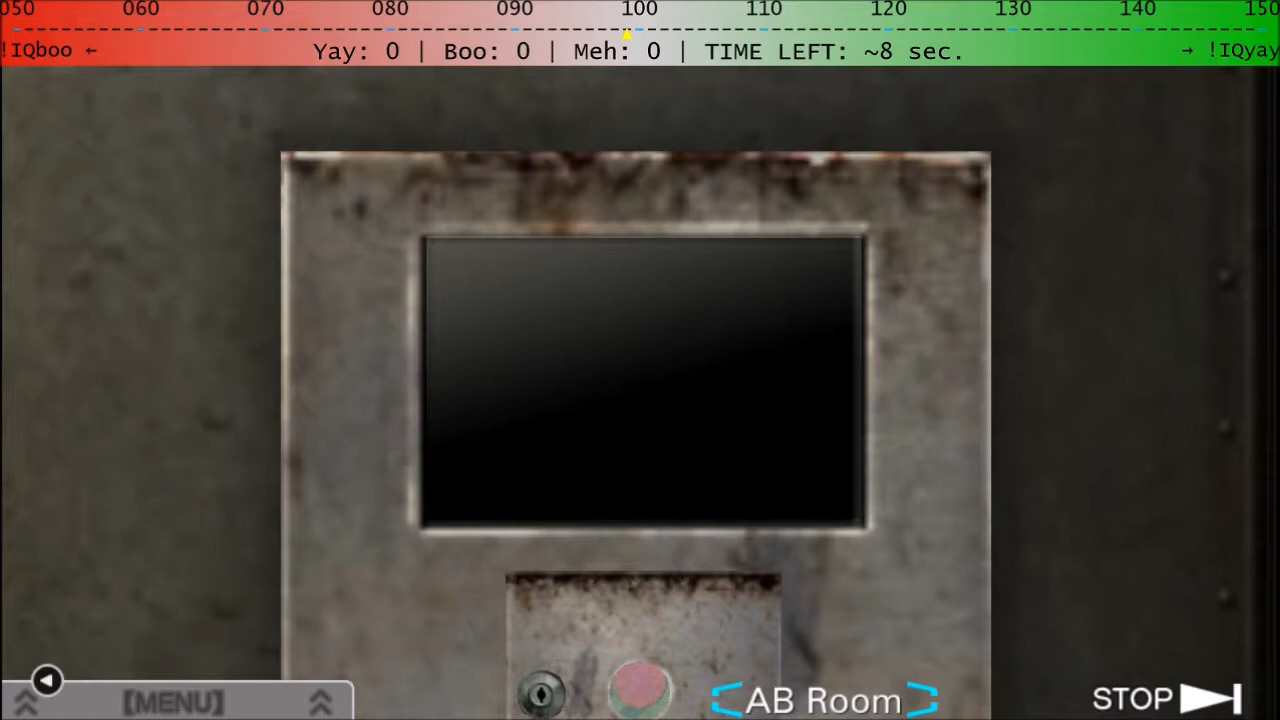 050 060 070 080 090 100 110 120 130 140 150
!IQboo ← Yay: 0 | Boo: 0 | Meh: 0 | TIME LEFT: ~8 sec. → !IQyay
[MENU]
AB Room
STOP